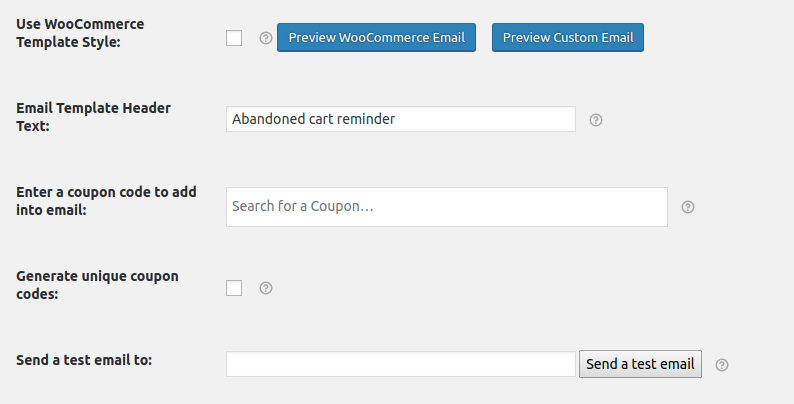 Use WooCommerce
Template Style:
Preview WooCommerce Email
Preview Custom Email
Email Template Header
Text:
Abandoned cart reminder
Enter a coupon code to add
into email:
Search for a Coupon…
Generate unique coupon
codes:
Send a test email to:
Send a test email